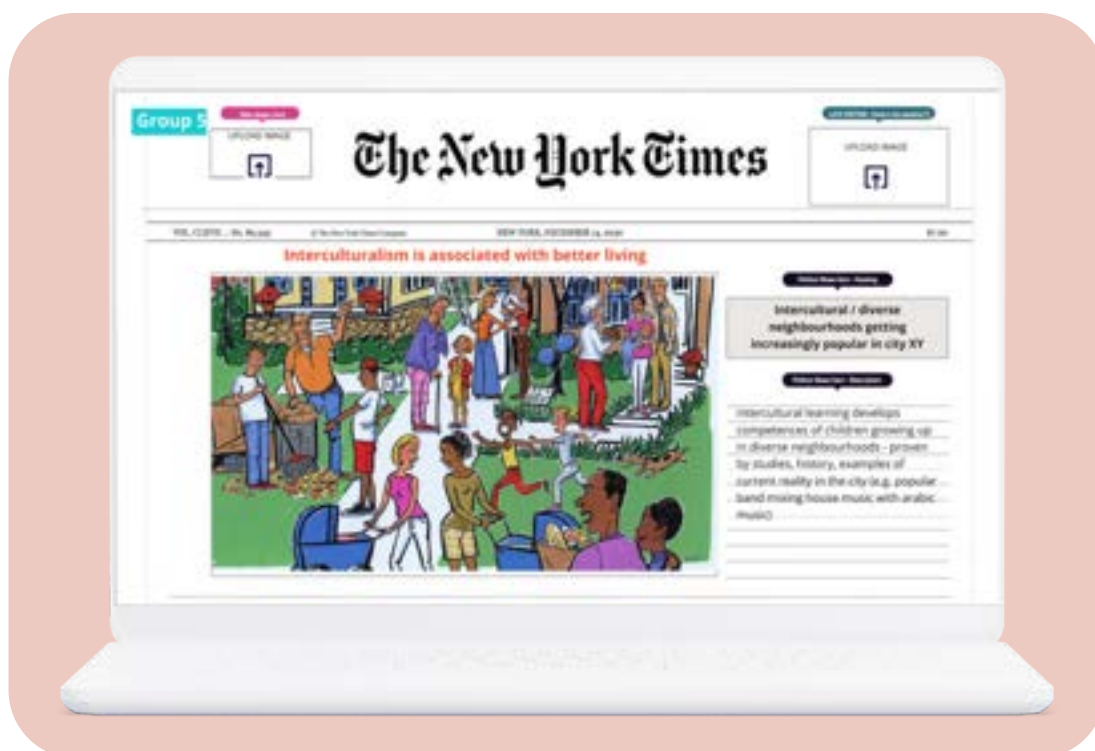 Group 5
UPLOAD IMAGE
The New York Times
UPLOAD IMAGE
Interculturalism is associated with better living
Intercultural / diverse
neighbourhoods getting
increasingly popular in city XY
Intercultural learning develops
competences of children growing up
in diverse neighbourhoods - proven
by studies, history, examples of
current reality in the city (e.g. popular
band mixing house music with arabic
music)